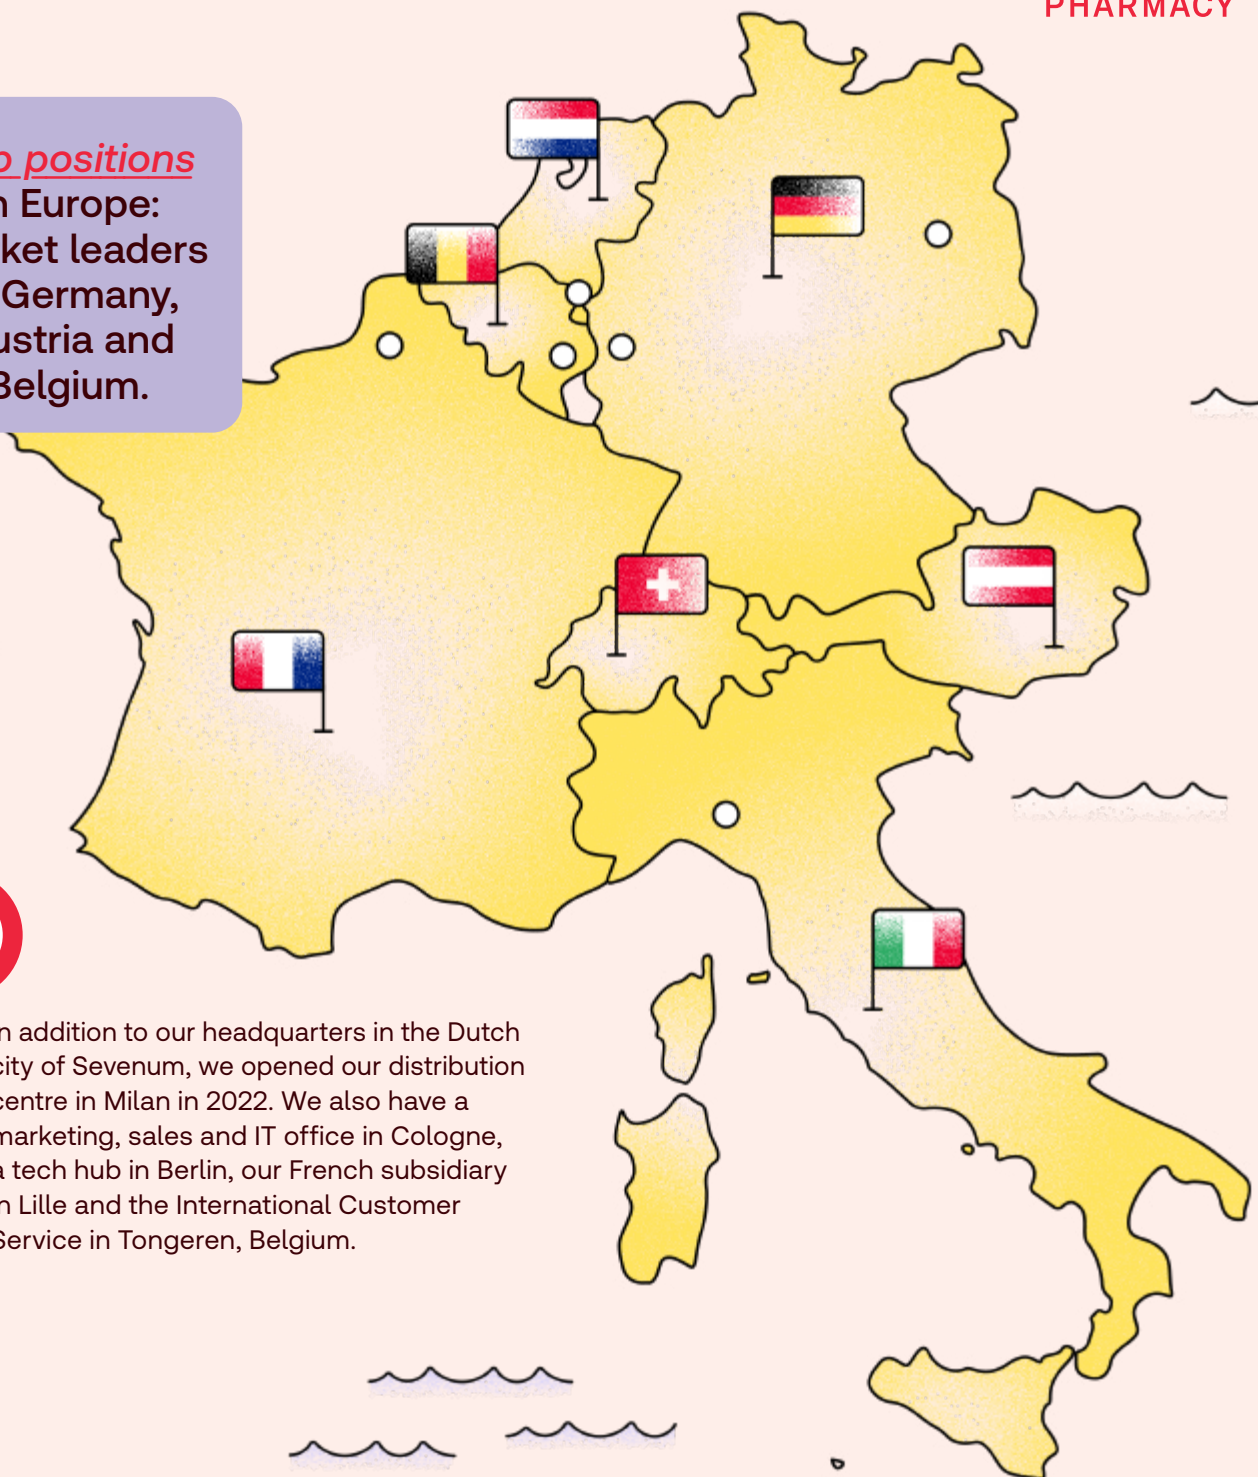 PHARMACY
positions
Europe:
leaders
Germany,
and
Belgium.
addition to our headquarters in the Dutch
city of Sevenum, we opened our distribution
centre in Milan in 2022. We also have a
marketing, sales and IT office in Cologne,
a tech hub in Berlin, our French subsidiary
in Lille and the International Customer
Service in Tongeren, Belgium.